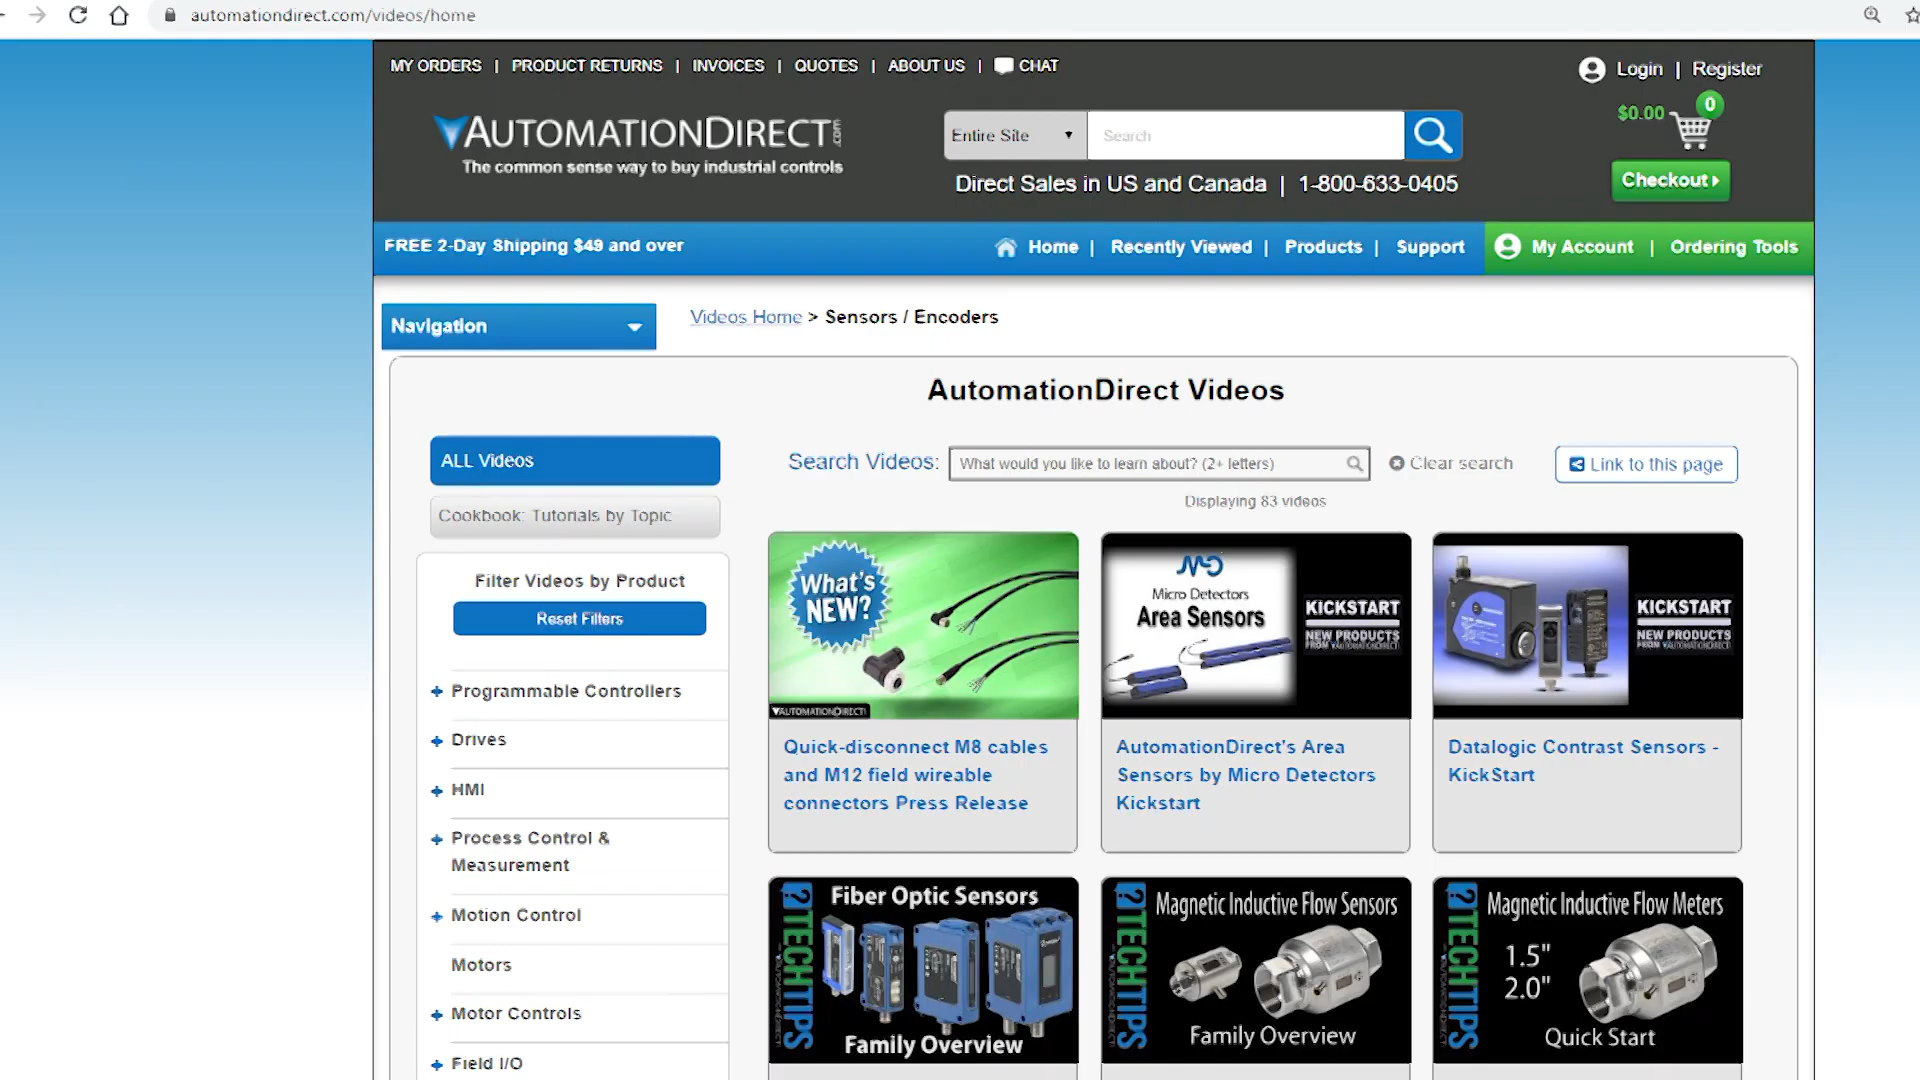 automationdirect.com/videos/home
MY ORDERS | PRODUCT RETURNS | INVOICES | QUOTES | ABOUT US | CHAT
Login | Register
$0.00 0
AUTOMATIONDIRECT.com
The common sense way to buy industrial controls
Entire Site Search
Direct Sales in US and Canada | 1-800-633-0405
Checkout
FREE 2-Day Shipping $49 and over
Home | Recently Viewed | Products | Support
My Account | Ordering Tools
Navigation
Videos Home > Sensors / Encoders
AutomationDirect Videos
ALL Videos
Cookbook: Tutorials by Topic
Filter Videos by Product
Reset Filters
Programmable Controllers
Drives
HMI
Process Control &
Measurement
Motion Control
Motors
Motor Controls
Field I/O
Search Videos: What would you like to learn about? (2+ letters) Clear search Link to this page
Displaying 83 videos
What's
NEW?
AUTOMATIONDIRECT
Quick-disconnect M8 cables
and M12 field wireable
connectors Press Release
MD
Micro Detectors
Area Sensors
KICKSTART
NEW PRODUCTS
FROM AUTOMATIONDIRECT
AutomationDirect's Area
Sensors by Micro Detectors
Kickstart
KICKSTART
NEW PRODUCTS
FROM AUTOMATIONDIRECT
Datalogic Contrast Sensors -
KickStart
TECHTIPS
Fiber Optic Sensors
Family Overview
TECHTIPS
Magnetic Inductive Flow Sensors
Family Overview
TECHTIPS
Magnetic Inductive Flow Meters
1.5"
2.0"
Quick Start